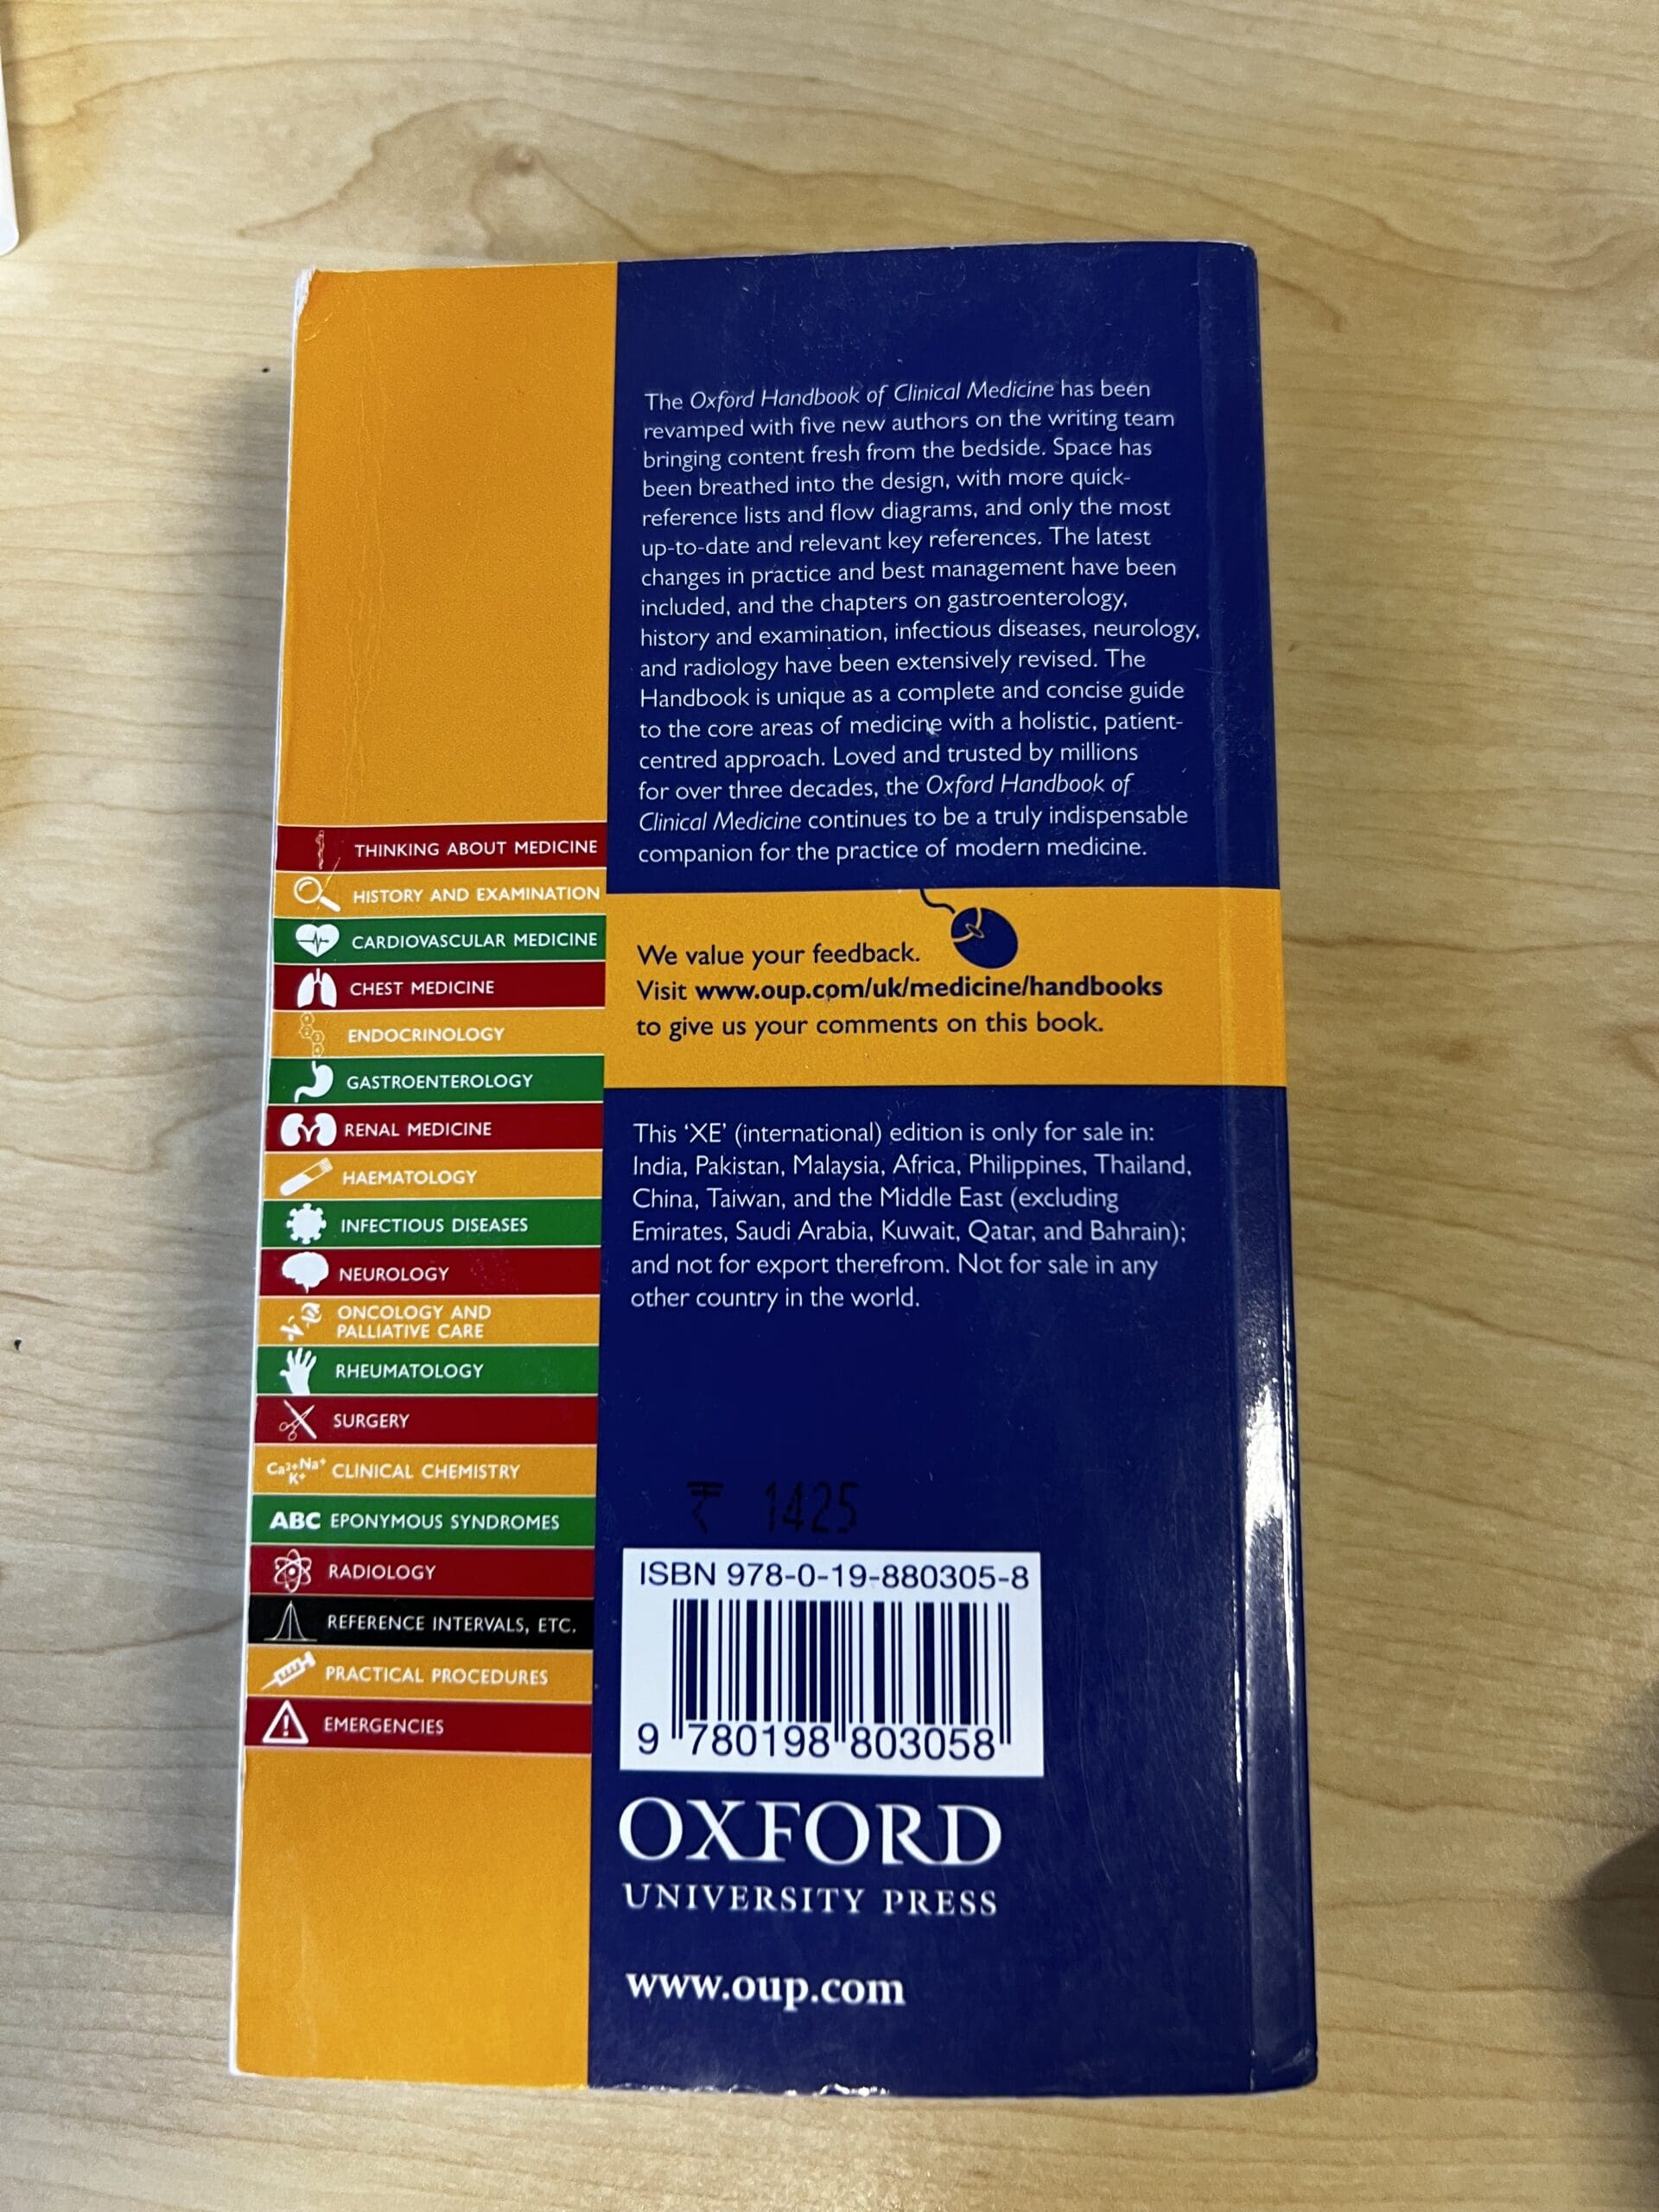 The Oxford Handbook of Clinical Medicine has been
revamped with five new authors on the writing team
bringing content fresh from the bedside. Space has
been breathed into the design, with more quick-
reference lists and flow diagrams, and only the most
up-to-date and relevant key references. The latest
changes in practice and best management have been
included, and the chapters on gastroenterology,
history and examination, infectious diseases, neurology,
and radiology have been extensively revised. The
Handbook is unique as a complete and concise guide
to the core areas of medicine with a holistic, patient-
centred approach. Loved and trusted by millions
for over three decades, the Oxford Handbook of
Clinical Medicine continues to be a truly indispensable
companion for the practice of modern medicine.
THINKING ABOUT MEDICINE
HISTORY AND EXAMINATION
CARDIOVASCULAR MEDICINE
CHEST MEDICINE
ENDOCRINOLOGY
GASTROENTEROLOGY
RENAL MEDICINE
HAEMATOLOGY
INFECTIOUS DISEASES
NEUROLOGY
ONCOLOGY AND
PALLIATIVE CARE
RHEUMATOLOGY
SURGERY
Ca²⁺Na⁺
K⁺
CLINICAL CHEMISTRY
ABC EPONYMOUS SYNDROMES
RADIOLOGY
REFERENCE INTERVALS, ETC.
PRACTICAL PROCEDURES
EMERGENCIES
We value your feedback.
Visit www.oup.com/uk/medicine/handbooks
to give us your comments on this book.
This ‘XE’ (international) edition is only for sale in:
India, Pakistan, Malaysia, Africa, Philippines, Thailand,
China, Taiwan, and the Middle East (excluding
Emirates, Saudi Arabia, Kuwait, Qatar, and Bahrain);
and not for export therefrom. Not for sale in any
other country in the world.
₹ 1425
ISBN 978-0-19-880305-8
9 780198 803058
OXFORD
UNIVERSITY PRESS
www.oup.com